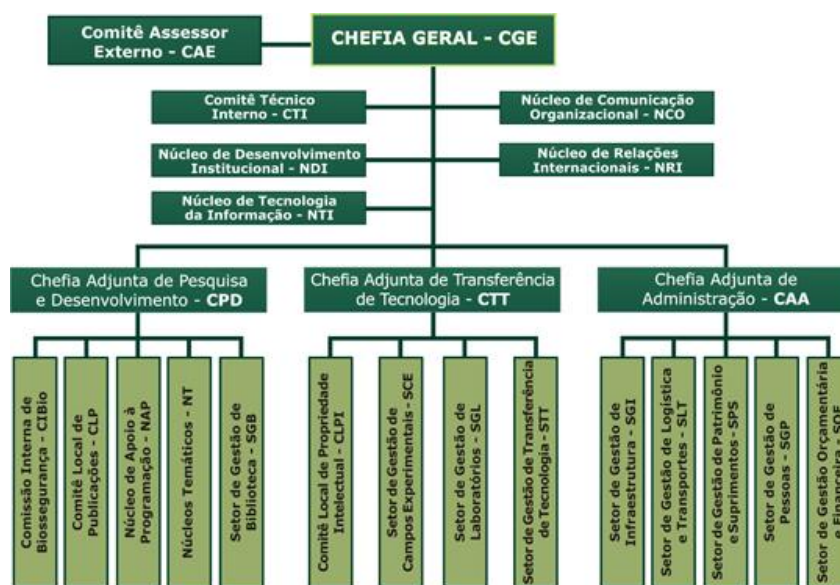 Comitê Assessor
Externo - CAE
CHEFIA GERAL - CGE
Comitê Técnico
Interno - CTI
Núcleo de Comunicação
Organizacional - NCO
Núcleo de Desenvolvimento
Institucional - NDI
Núcleo de Relações
Internacionais - NRI
Núcleo de Tecnologia
da Informação - NTI
Chefia Adjunta de Pesquisa
e Desenvolvimento - CPD
Chefia Adjunta de Transferência
de Tecnologia - CTT
Chefia Adjunta de
Administração - CAA
Comissão Interna de
Biossegurança - CIBio
Comitê Local de
Publicações - CLP
Núcleo de Apoio à
Programação - NAP
Núcleos Temáticos - NT
Setor de Gestão de
Biblioteca - SGB
Comitê Local de Propriedade
Intelectual - CLPI
Setor de Gestão de
Campos Experimentais - SCE
Setor de Gestão de
Laboratórios - SGL
Setor de Gestão de Transferência
de Tecnologia - STT
Setor de Gestão de
Infraestrutura - SGI
Setor de Gestão de Logística
e Transportes - SLT
Setor de Gestão de Patrimônio
e Suprimentos - SPS
Setor de Gestão de
Pessoas - SGP
Setor de Gestão Orçamentária
e Financeira - SOF